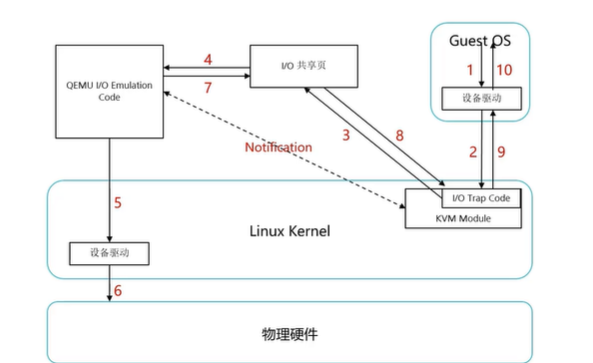 Guest OS
4
I/O 共享页
1
10
QEMU I/O Emulation
Code
7
设备驱动
3
8
Notification
2
9
I/O Trap Code
5
KVM Module
Linux Kernel
设备驱动
6
物理硬件